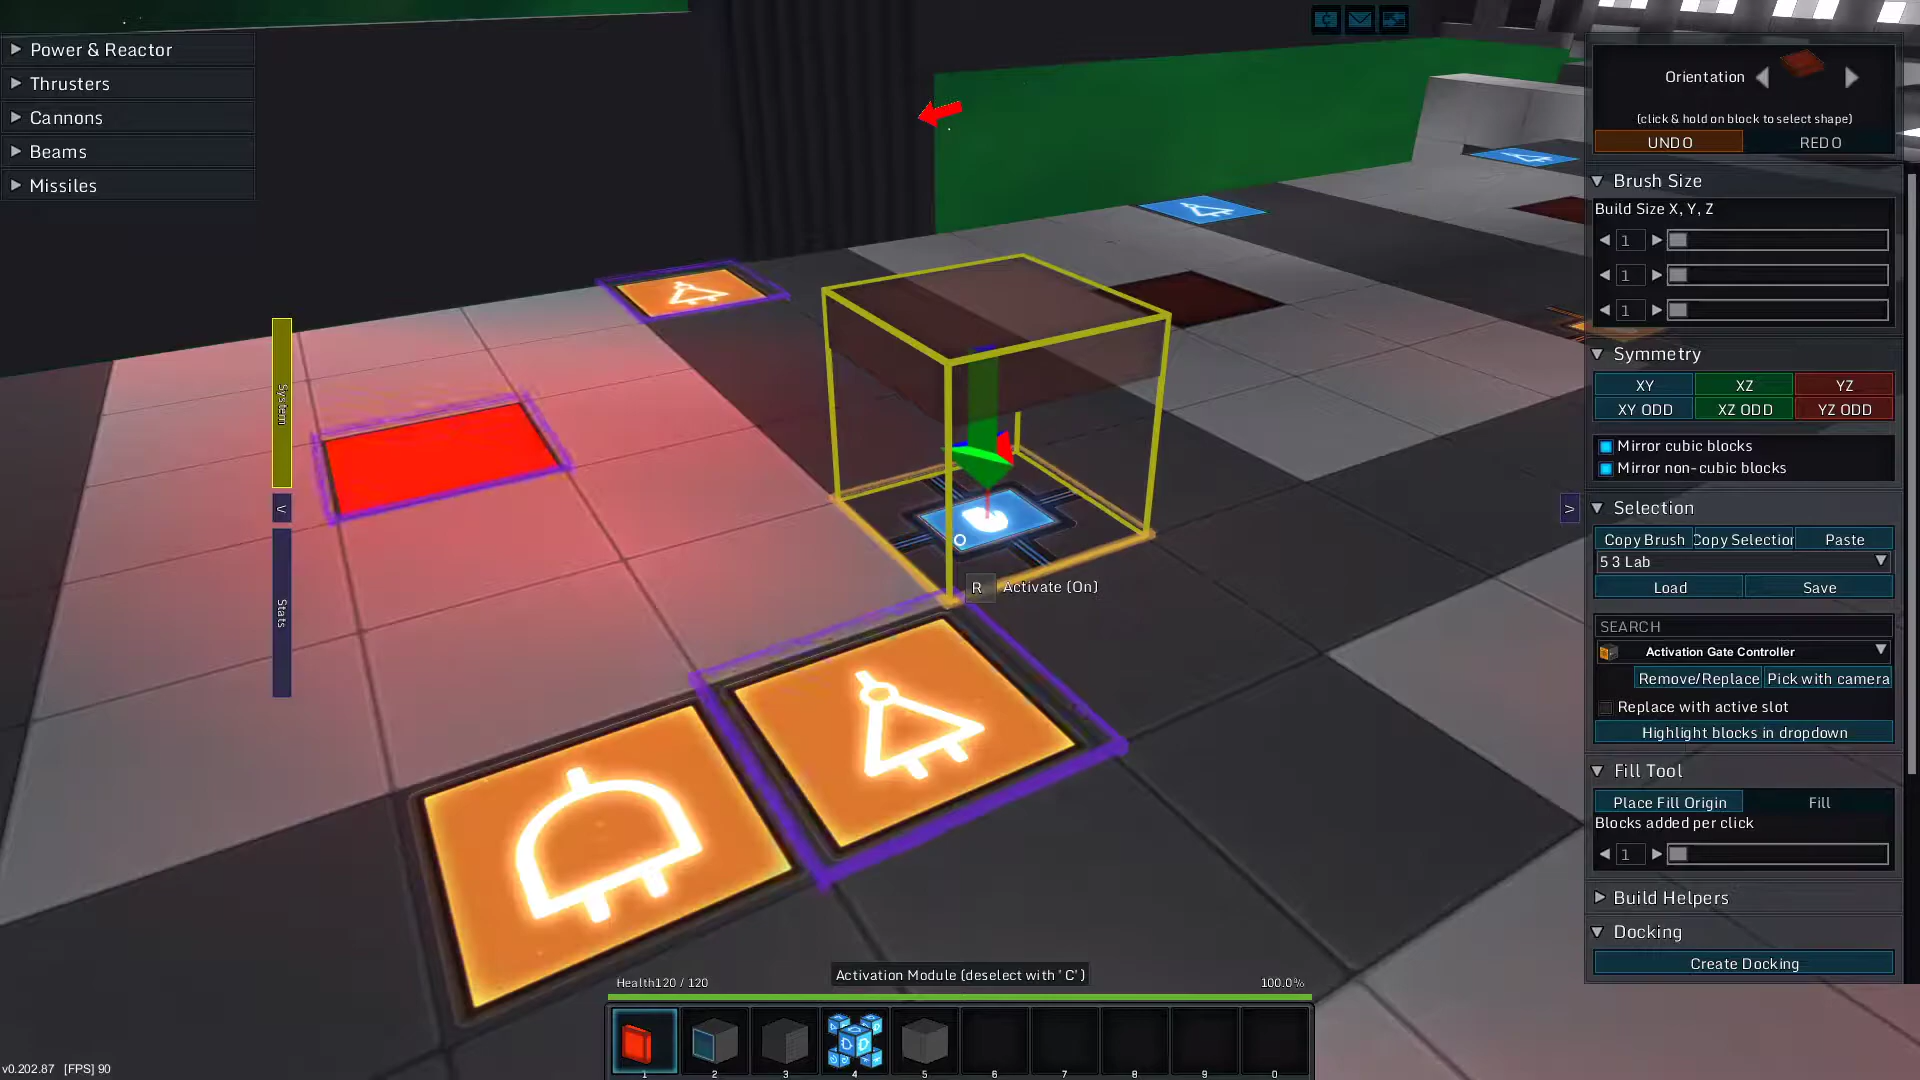 Power & Reactor
Thrusters
Cannons
Beams
Missiles
System
V
Stats
R Activate (On)
Orientation
(click & hold on block to select shape)
UNDO REDO
Brush Size
Build Size X, Y, Z
1
1
1
Symmetry
XY XZ YZ
XY ODD XZ ODD YZ ODD
Mirror cubic blocks
Mirror non-cubic blocks
>
Selection
Copy Brush Copy Selection Paste
5 3 Lab
Load Save
SEARCH
Activation Gate Controller
Remove/Replace Pick with camera
Replace with active slot
Highlight blocks in dropdown
Fill Tool
Place Fill Origin Fill
Blocks added per click
1
Build Helpers
Docking
Create Docking
Activation Module (deselect with 'C')
Health120 / 120 100.0%
1 2 3 4 5 6 7 8 9 0
v0.202.87 [FPS] 90